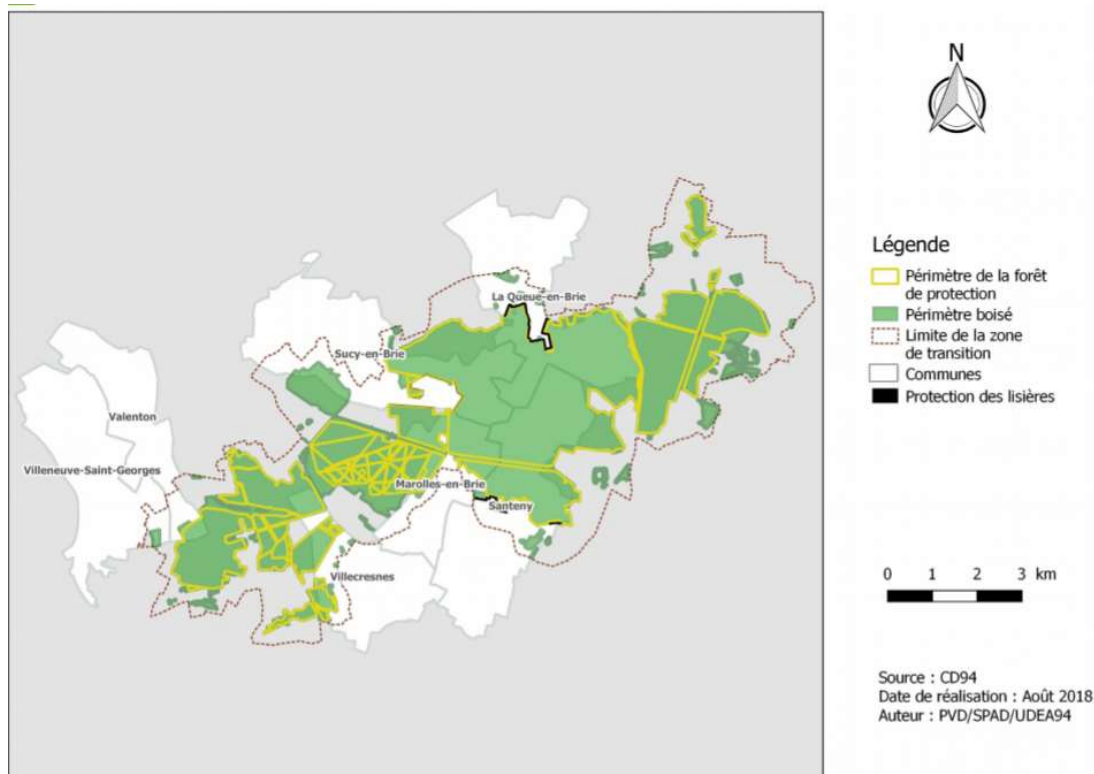 N
La Queue-en-Brie
Sucy-en-Brie
Valenton
Villeneuve-Saint-Georges
Marolles-en-Brie
Santeny
Villecresnes
Légende
Périmètre de la forêt
de protection
Périmètre boisé
Limite de la zone
de transition
Communes
Protection des lisières
0 1 2 3 km
Source : CD94
Date de réalisation : Août 2018
Auteur : PVD/SPAD/UDEA94